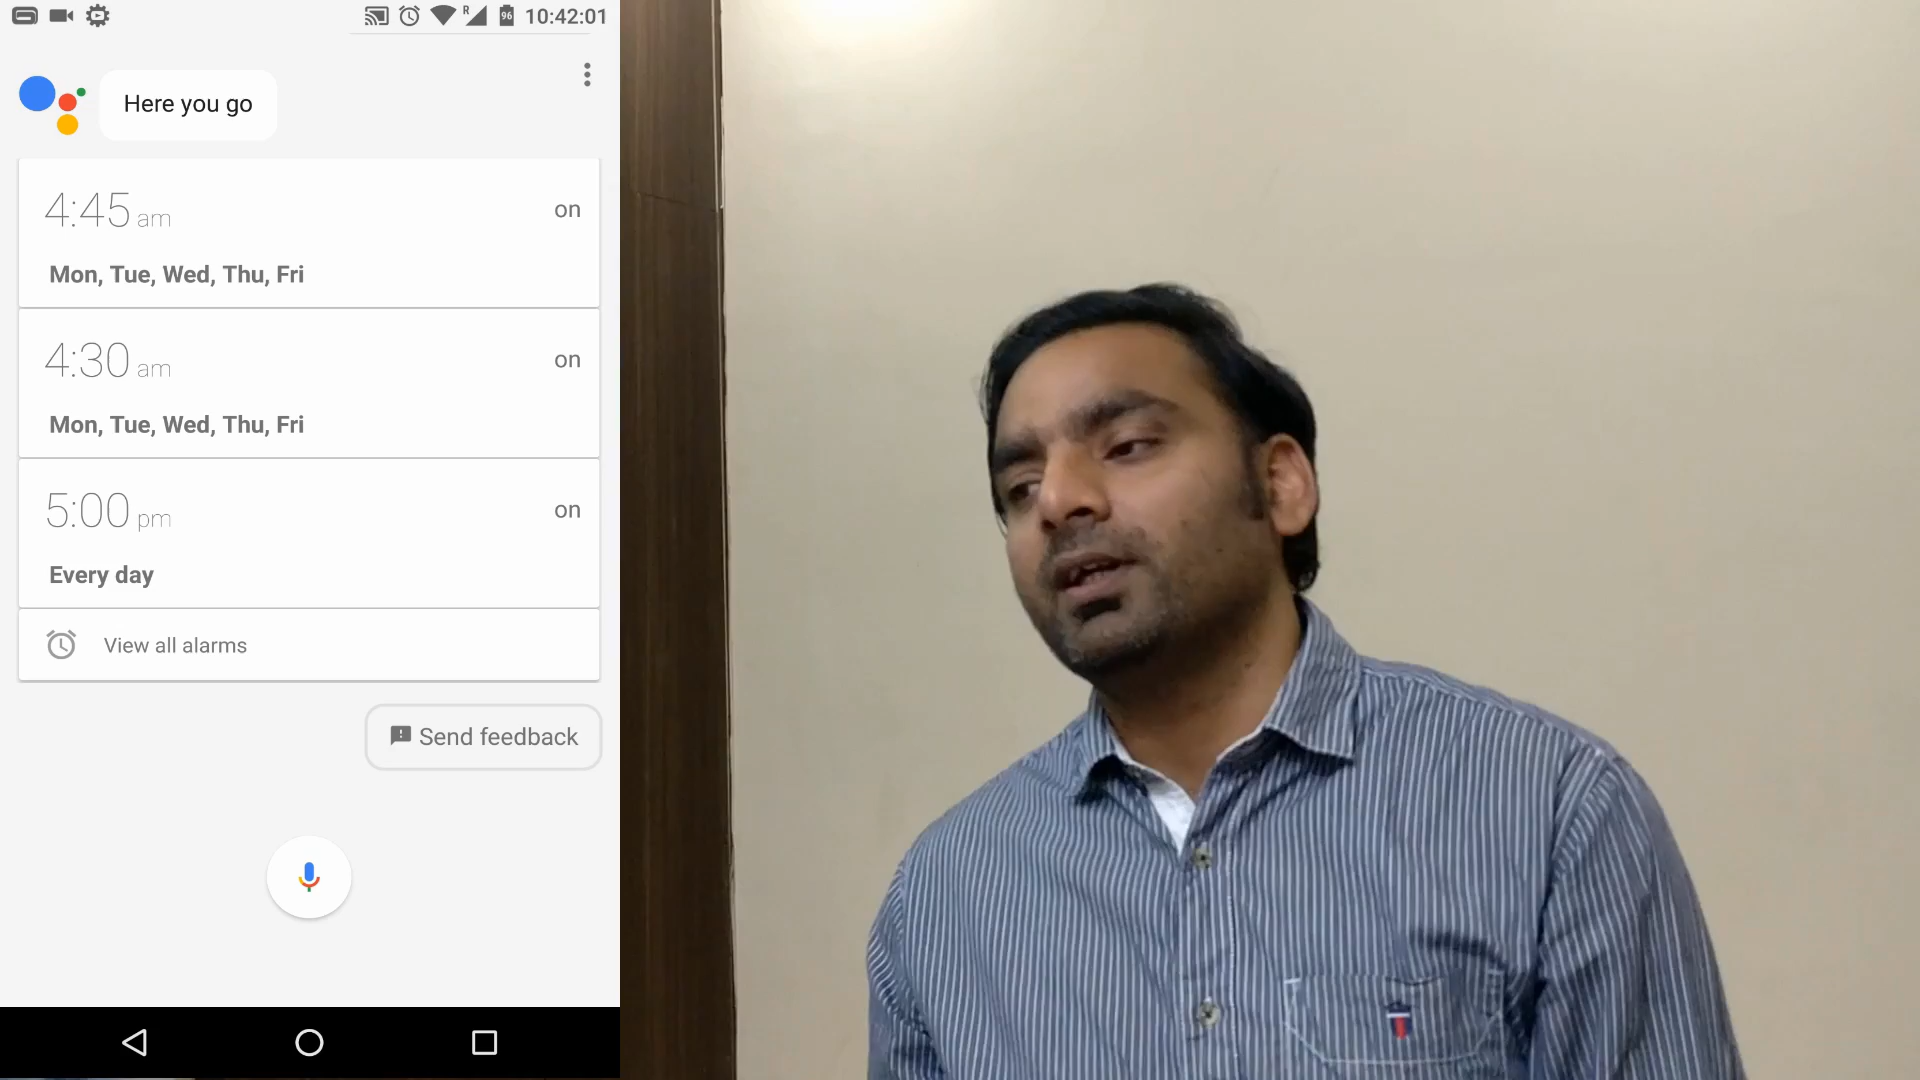 R 96 10:42:01
Here you go
4:45 am on
Mon, Tue, Wed, Thu, Fri
4:30 am on
Mon, Tue, Wed, Thu, Fri
5:00 pm on
Every day
View all alarms
Send feedback